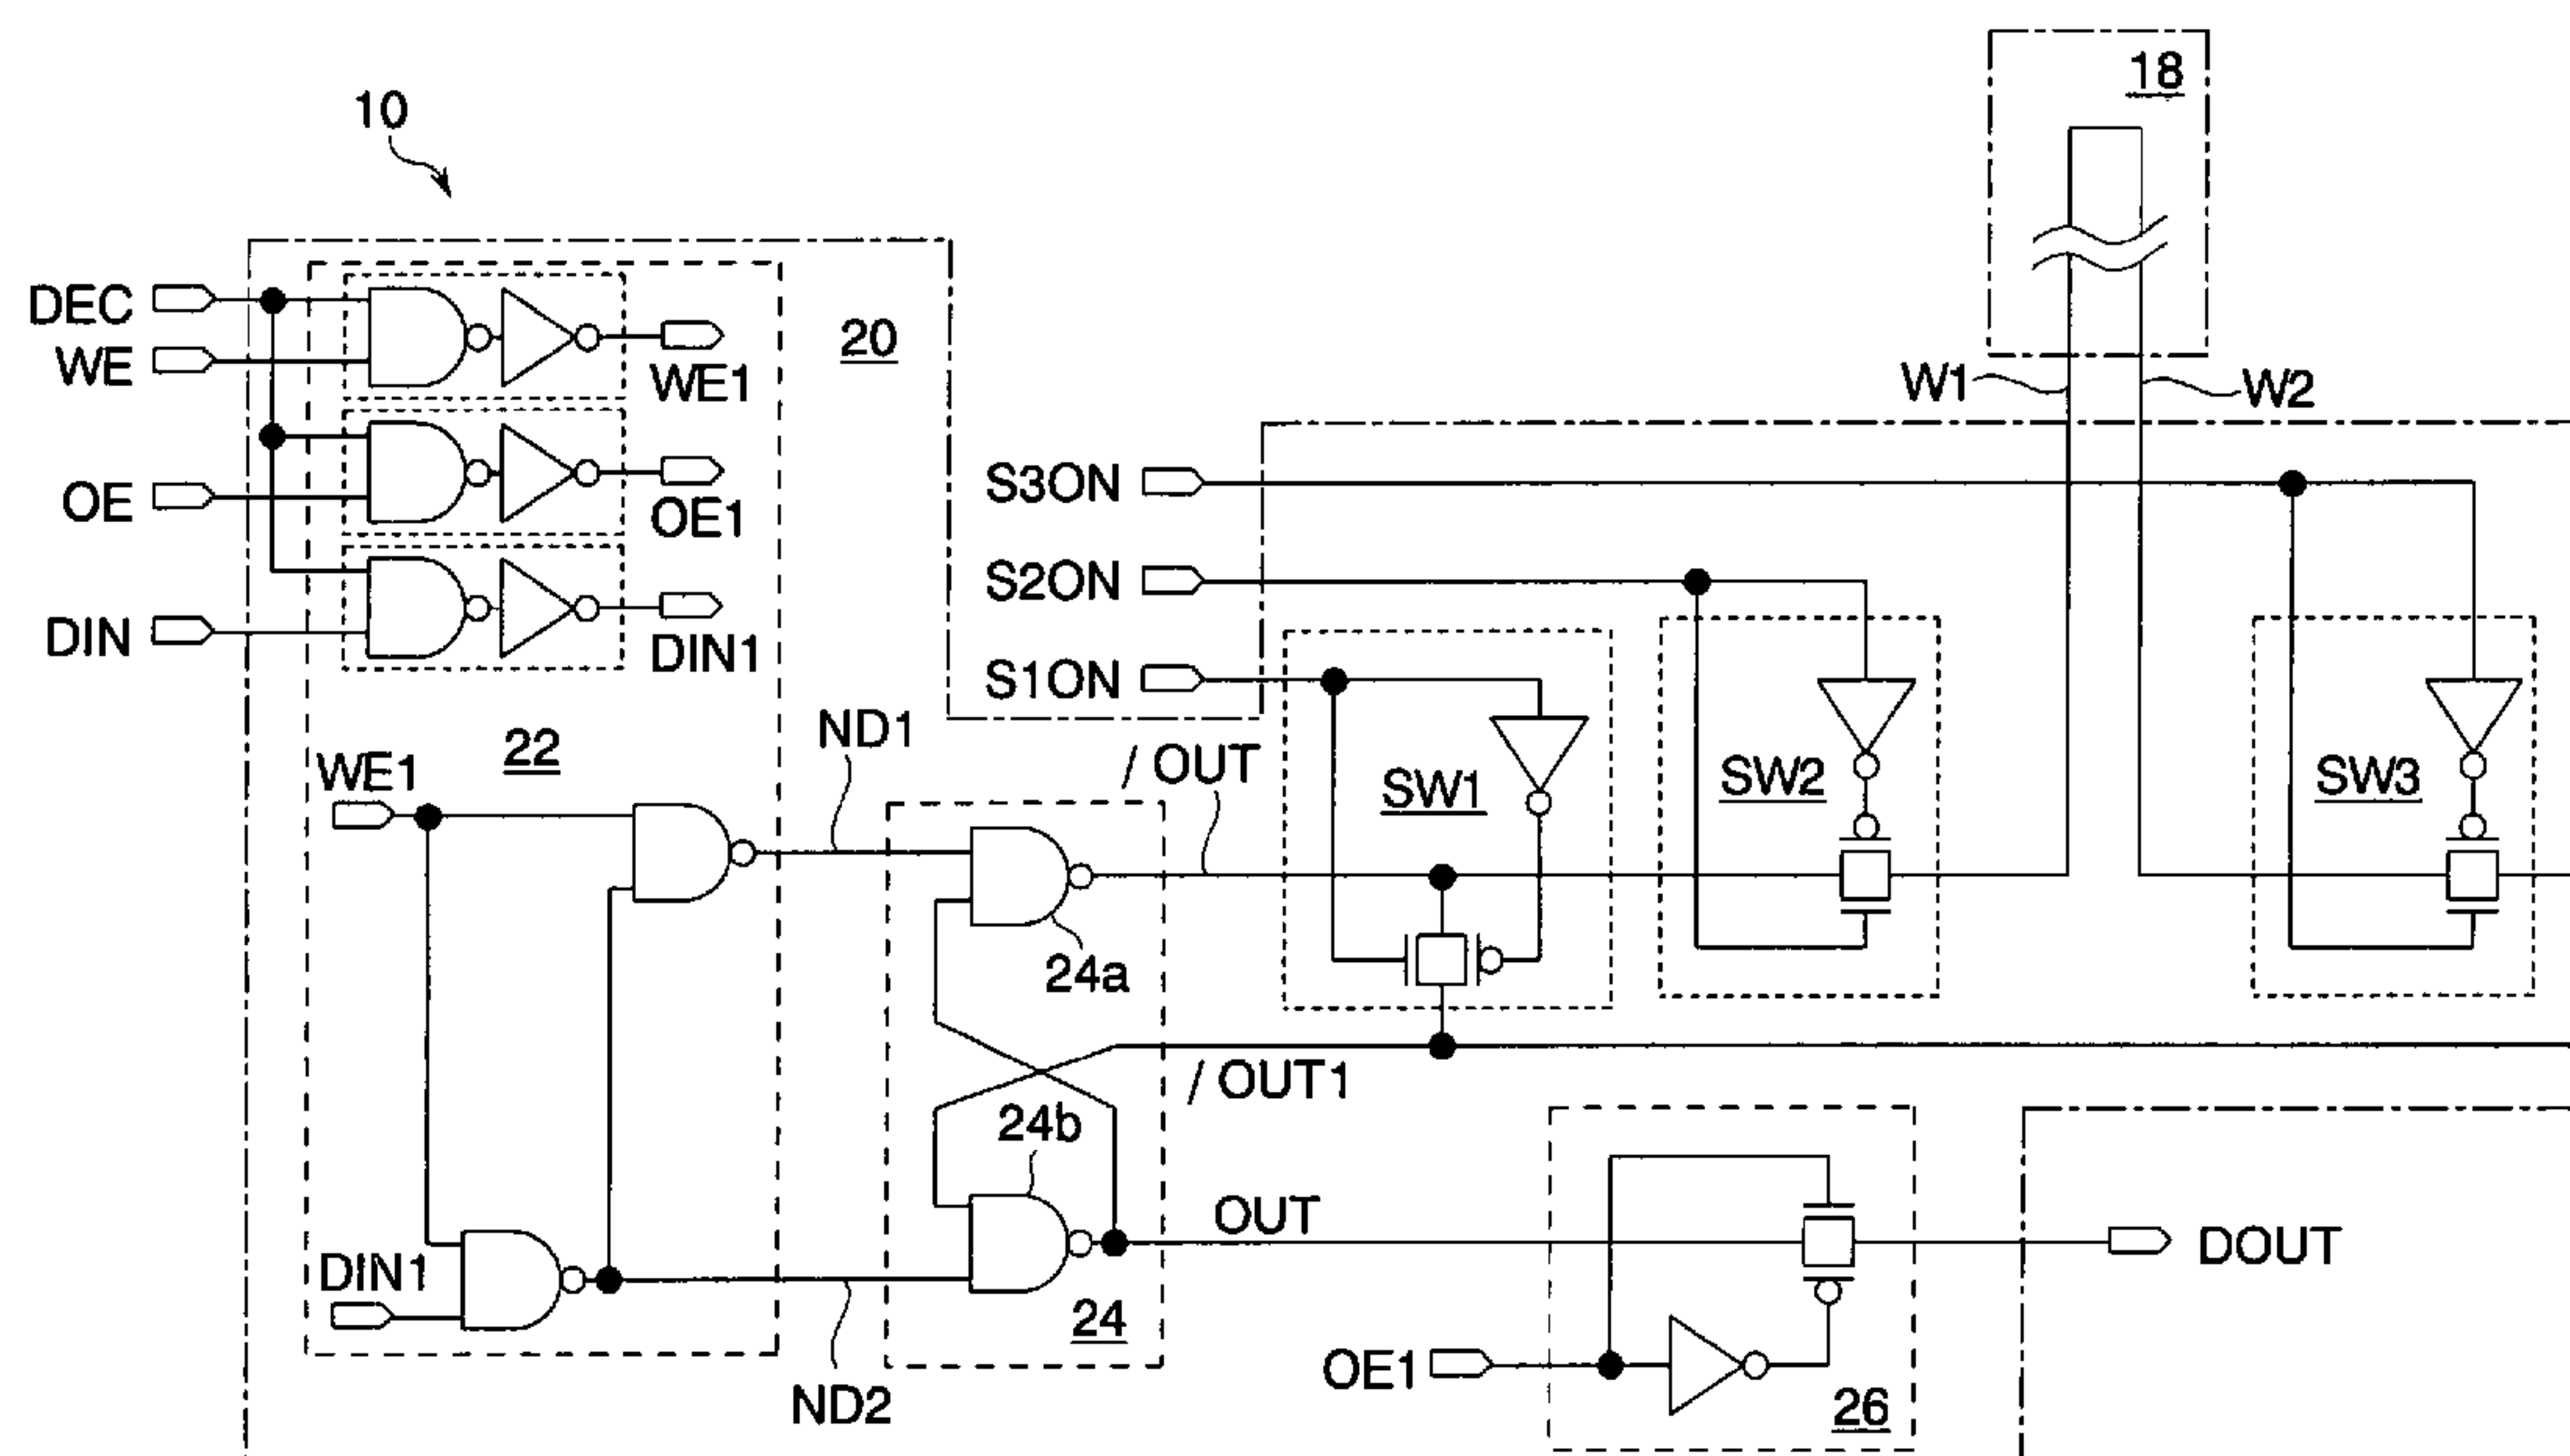 18
10
DEC
WE
WE1
20
W1
W2
OE
OE1
S3ON
DIN
DIN1
S2ON
S1ON
22
ND1
/ OUT
WE1
SW1
SW2
SW3
24a
/ OUT1
24b
OUT
DOUT
DIN1
24
OE1
ND2
26